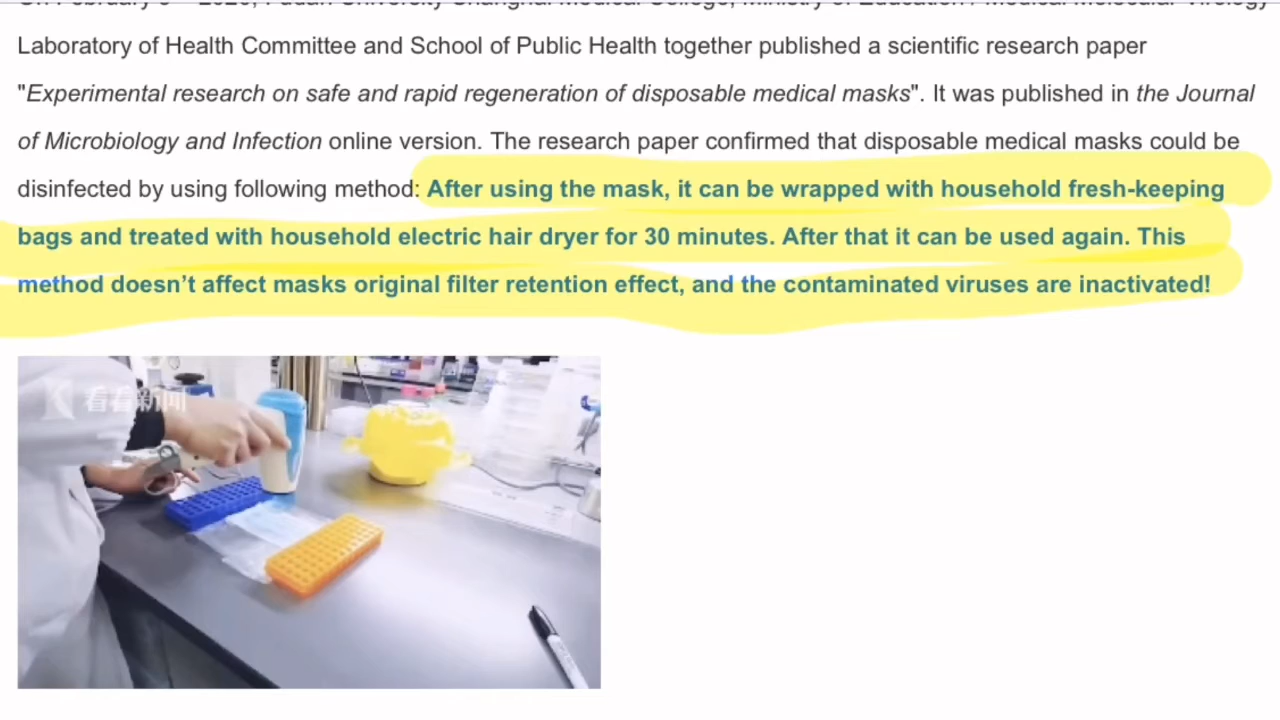 Laboratory of Health Committee and School of Public Health together published a scientific research paper
"Experimental research on safe and rapid regeneration of disposable medical masks". It was published in the Journal
of Microbiology and Infection online version. The research paper confirmed that disposable medical masks could be
disinfected by using following method: After using the mask, it can be wrapped with household fresh-keeping
bags and treated with household electric hair dryer for 30 minutes. After that it can be used again. This
method doesn’t affect masks original filter retention effect, and the contaminated viruses are inactivated!
看看新闻